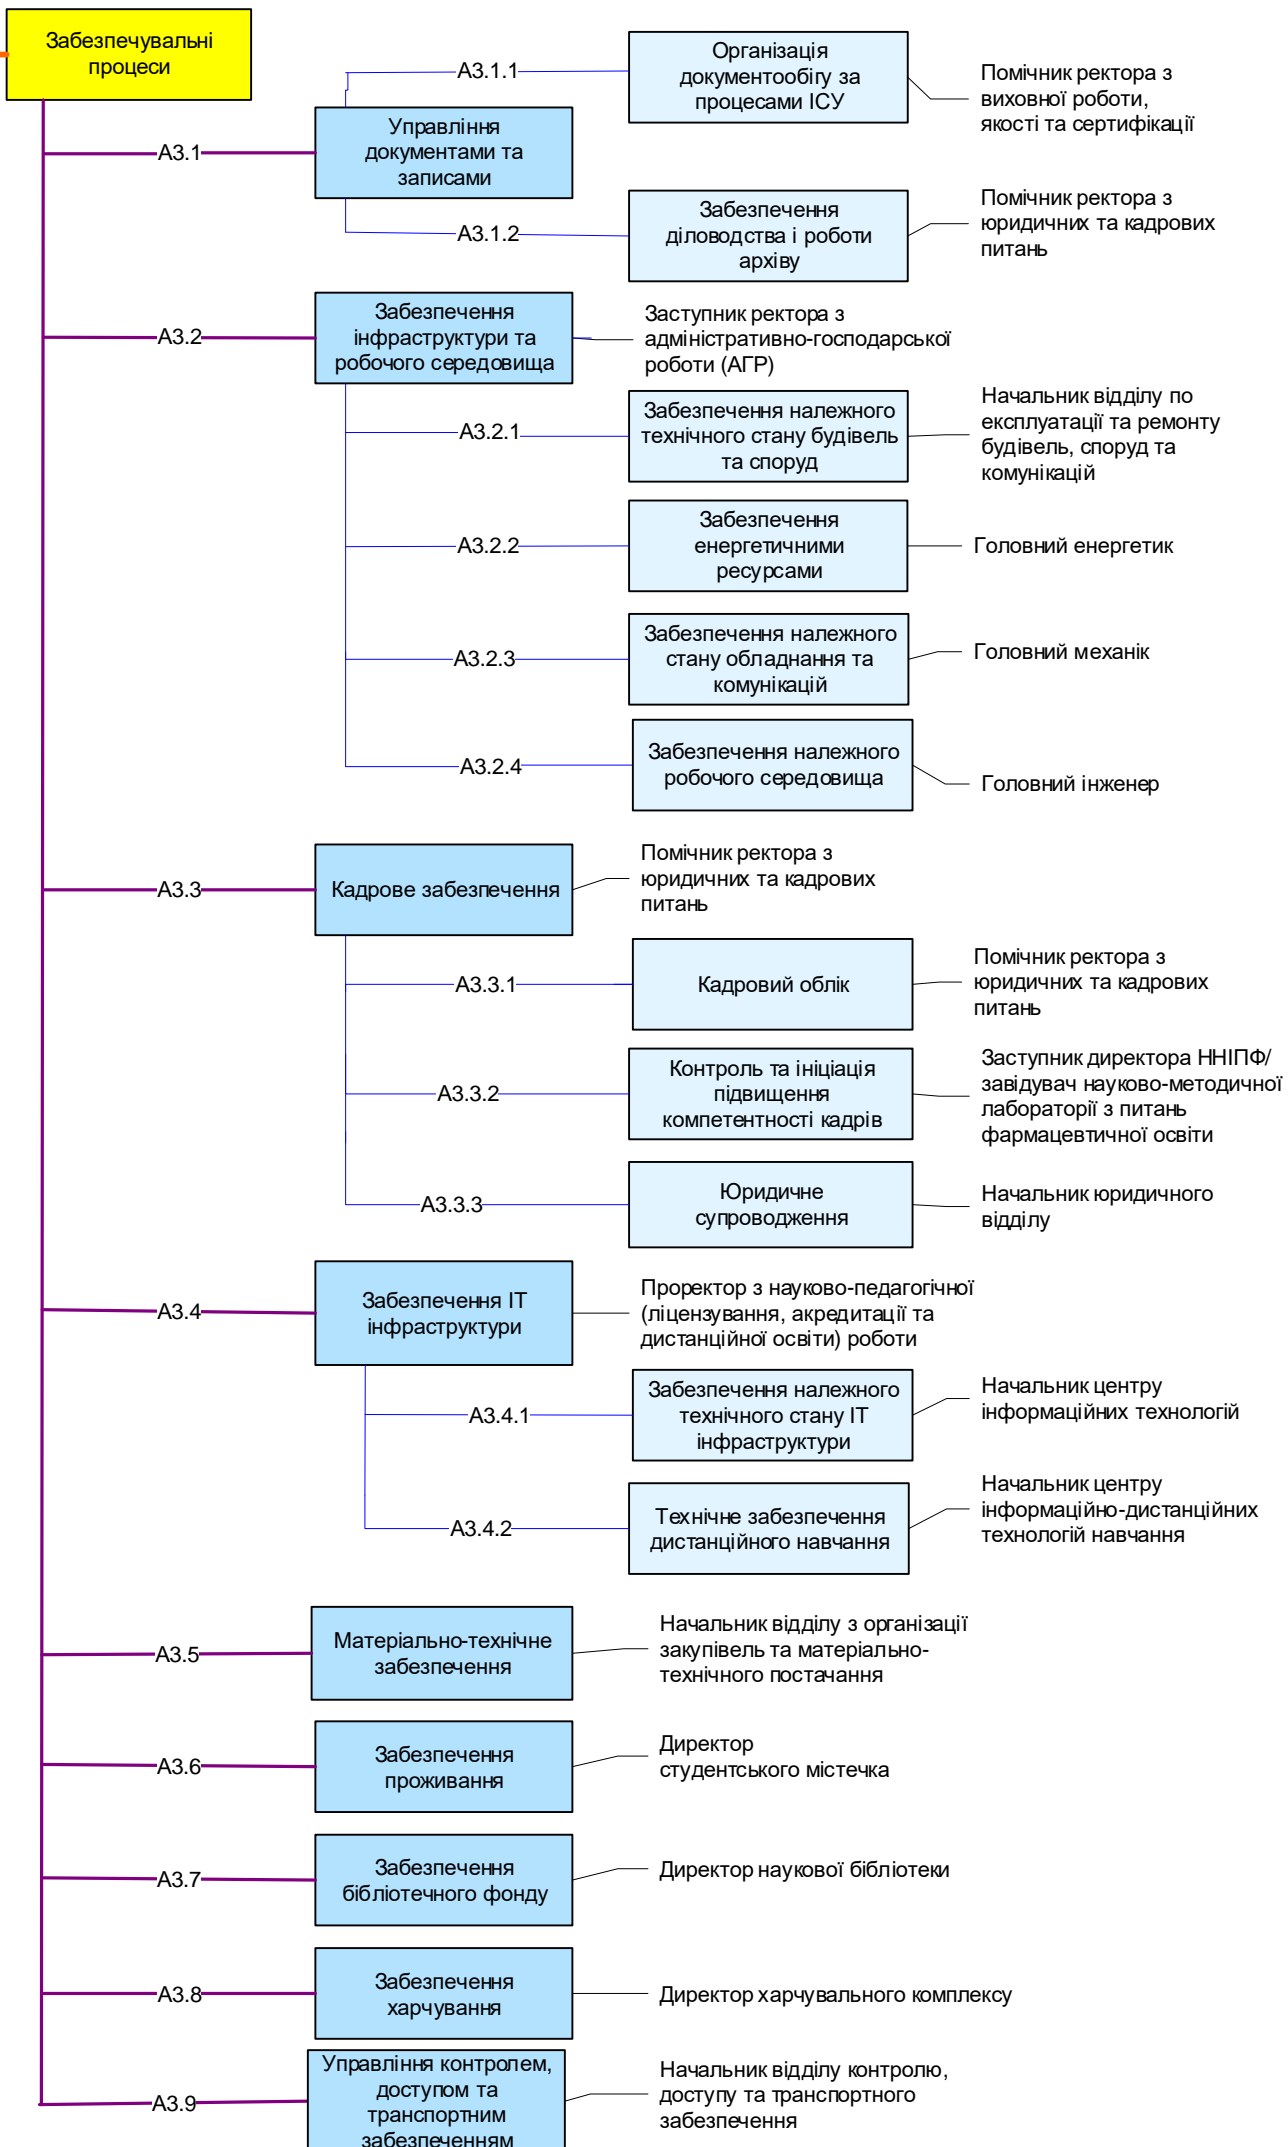 Забезпечувальні
процеси
А3.1
Управління
документами та
записами
А3.1.1
Організація
документообігу за
процесами ІСУ
Помічник ректора з
виховної роботи,
якості та сертифікації
А3.1.2
Забезпечення
діловодства і роботи
архіву
Помічник ректора з
юридичних та кадрових
питань
А3.2
Забезпечення
інфраструктури та
робочого середовища
Заступник ректора з
адміністративно-господарської
роботи (АГР)
А3.2.1
Забезпечення належного
технічного стану будівель
та споруд
Начальник відділу по
експлуатації та ремонту
будівель, споруд та
комунікацій
А3.2.2
Забезпечення
енергетичними
ресурсами
Головний енергетик
А3.2.3
Забезпечення належного
стану обладнання та
комунікацій
Головний механік
А3.2.4
Забезпечення належного
робочого середовища
Головний інженер
А3.3
Кадрове забезпечення
Помічник ректора з
юридичних та кадрових
питань
А3.3.1
Кадровий облік
Помічник ректора з
юридичних та кадрових
питань
А3.3.2
Контроль та ініціація
підвищення
компетентності кадрів
Заступник директора ННІПФ/
завідувач науково-методичної
лабораторії з питань
фармацевтичної освіти
А3.3.3
Юридичне
супроводження
Начальник юридичного
відділу
А3.4
Забезпечення ІТ
інфраструктури
Проректор з науково-педагогічної
(ліцензування, акредитації та
дистанційної освіти) роботи
А3.4.1
Забезпечення належного
технічного стану ІТ
інфраструктури
Начальник центру
інформаційних технологій
А3.4.2
Технічне забезпечення
дистанційного навчання
Начальник центру
інформаційно-дистанційних
технологій навчання
А3.5
Матеріально-технічне
забезпечення
Начальник відділу з організації
закупівель та матеріально-
технічного постачання
А3.6
Забезпечення
проживання
Директор
студентського містечка
А3.7
Забезпечення
бібліотечного фонду
Директор наукової бібліотеки
А3.8
Забезпечення
харчування
Директор харчувального комплексу
А3.9
Управління контролем,
доступом та
транспортним
забезпеченням
Начальник відділу контролю,
доступу та транспортного
забезпечення